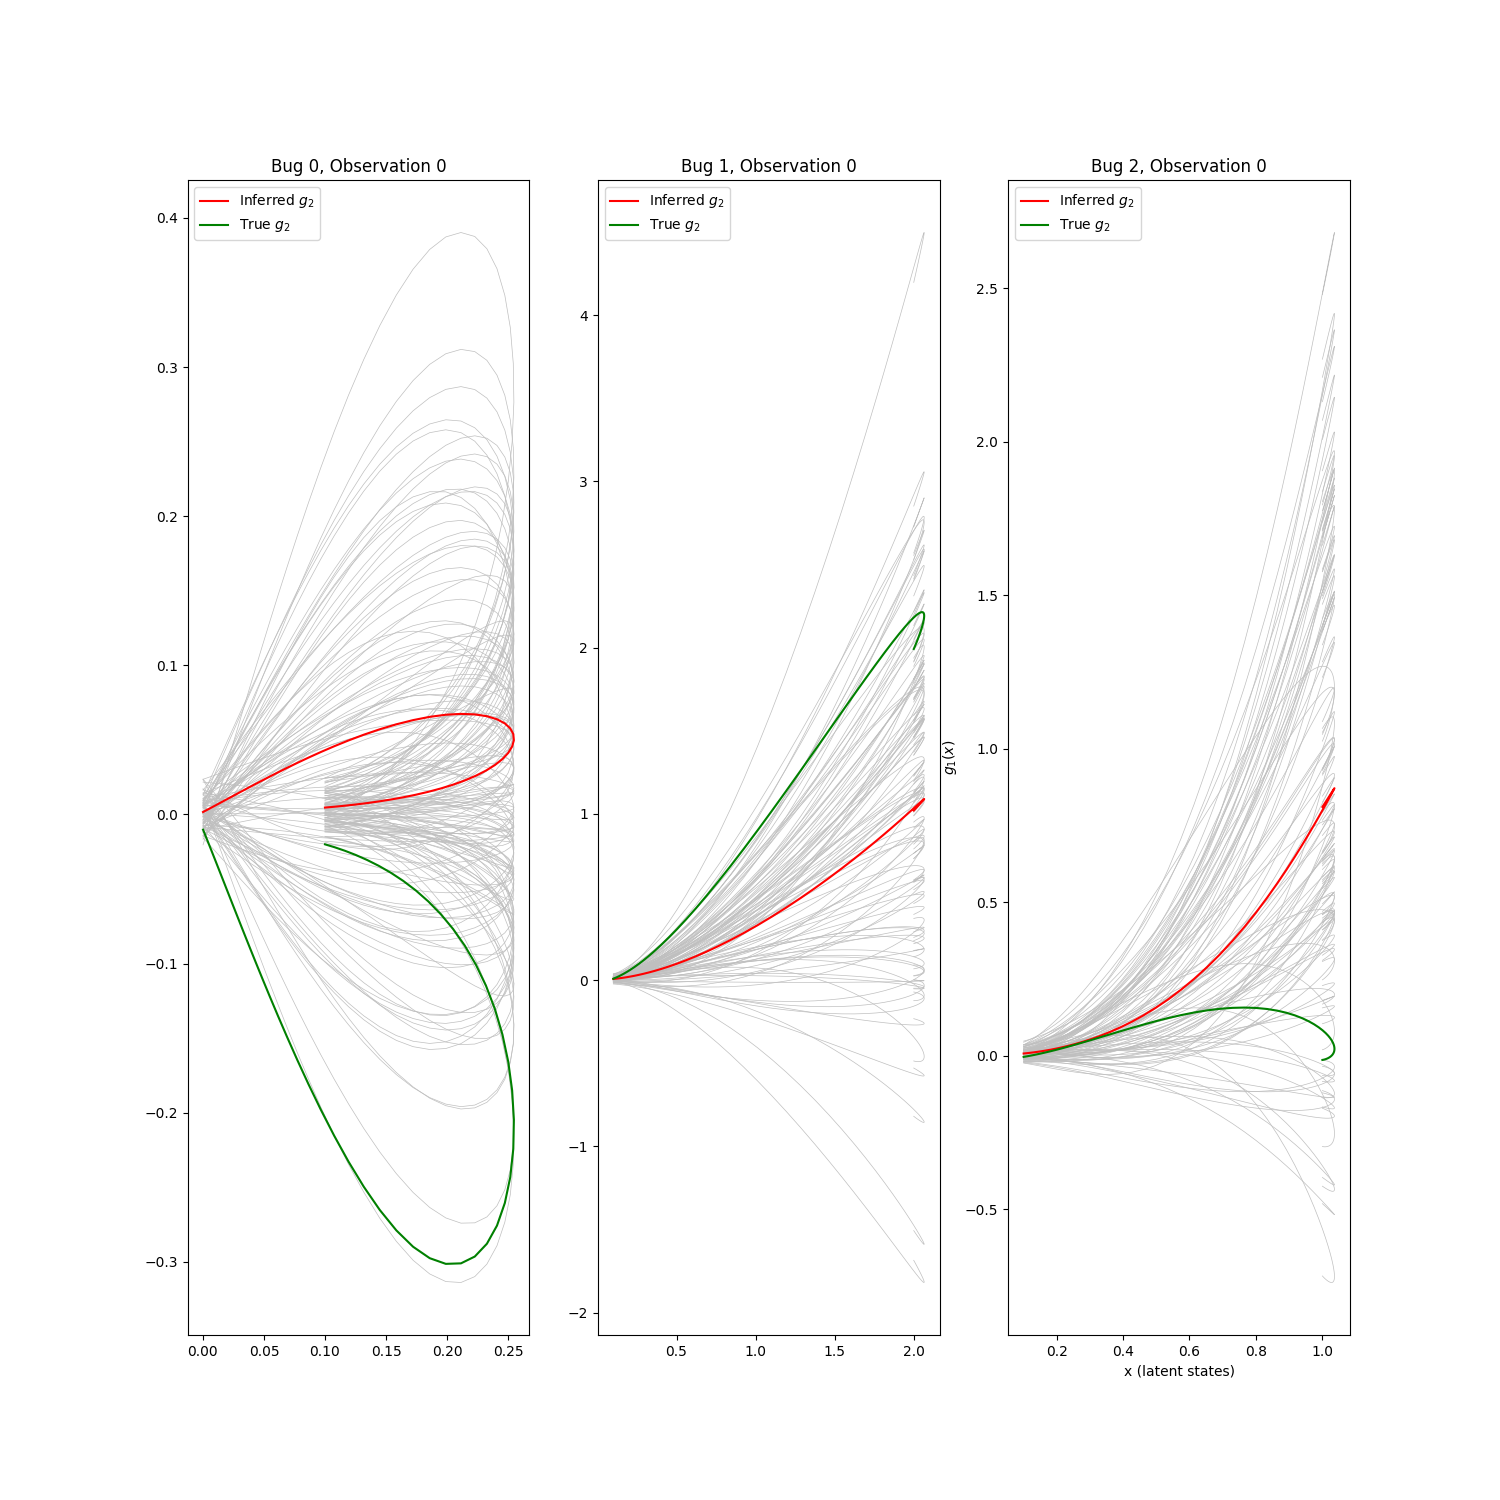 Bug 0, Observation 0
Inferred g₂
True g₂
0.4
0.3
0.2
0.1
0.0
−0.1
−0.2
−0.3
0.00 0.05 0.10 0.15 0.20 0.25
Bug 1, Observation 0
Inferred g₂
True g₂
4
3
2
1
0
−1
−2
0.5 1.0 1.5 2.0
Bug 2, Observation 0
Inferred g₂
True g₂
g₁(x)
2.5
2.0
1.5
1.0
0.5
0.0
−0.5
0.2 0.4 0.6 0.8 1.0
x (latent states)